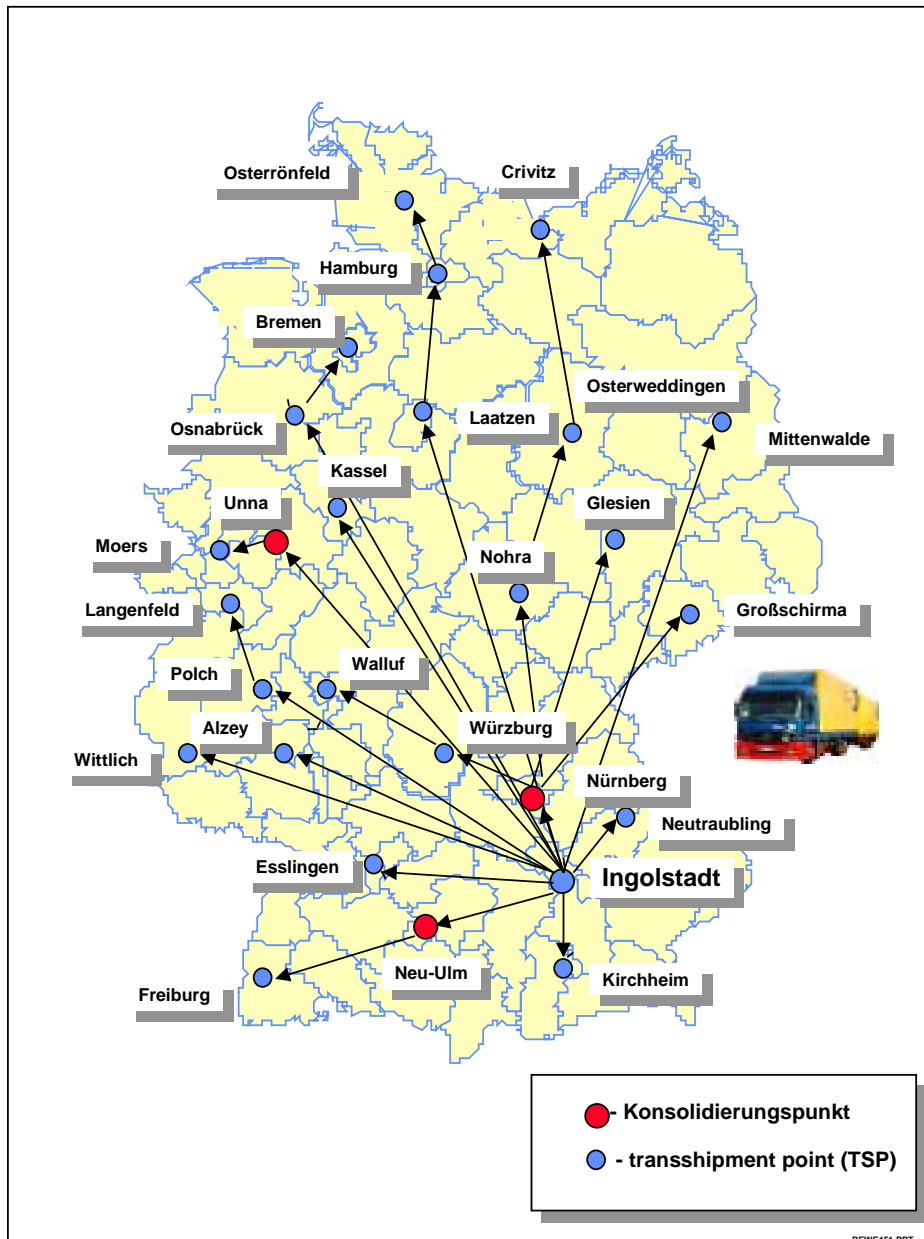 Osterrönfeld
Crivitz
Hamburg
Bremen
Osterweddingen
Laatzen
Osnabrück
Mittenwalde
Kassel
Unna
Glesien
Moers
Nohra
Langenfeld
Großschirma
Walluf
Polch
Alzey
Würzburg
Wittlich
Nürnberg
Neutraubling
Esslingen
Ingolstadt
Neu-Ulm
Kirchheim
Freiburg
- Konsolidierungspunkt
- transshipment point (TSP)